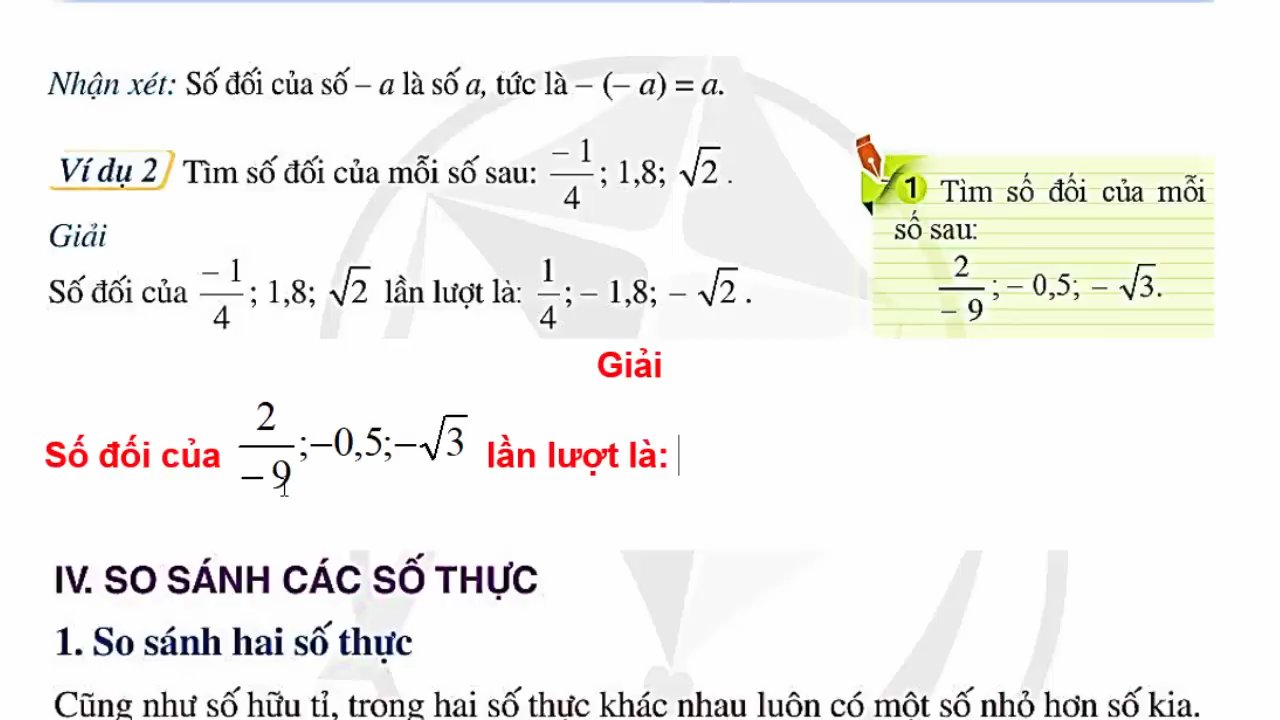 Nhận xét: Số đối của số – a là số a, tức là – (– a) = a.
Ví dụ 2 Tìm số đối của mỗi số sau: –1/4; 1,8; √2.
Giải
Số đối của –1/4; 1,8; √2 lần lượt là: 1/4; – 1,8; – √2.
1 Tìm số đối của mỗi
số sau:
2/–9; – 0,5; – √3.
Giải
Số đối của 2/–9; –0,5; –√3 lần lượt là:
IV. SO SÁNH CÁC SỐ THỰC
1. So sánh hai số thực
Cũng như số hữu tỉ, trong hai số thực khác nhau luôn có một số nhỏ hơn số kia.